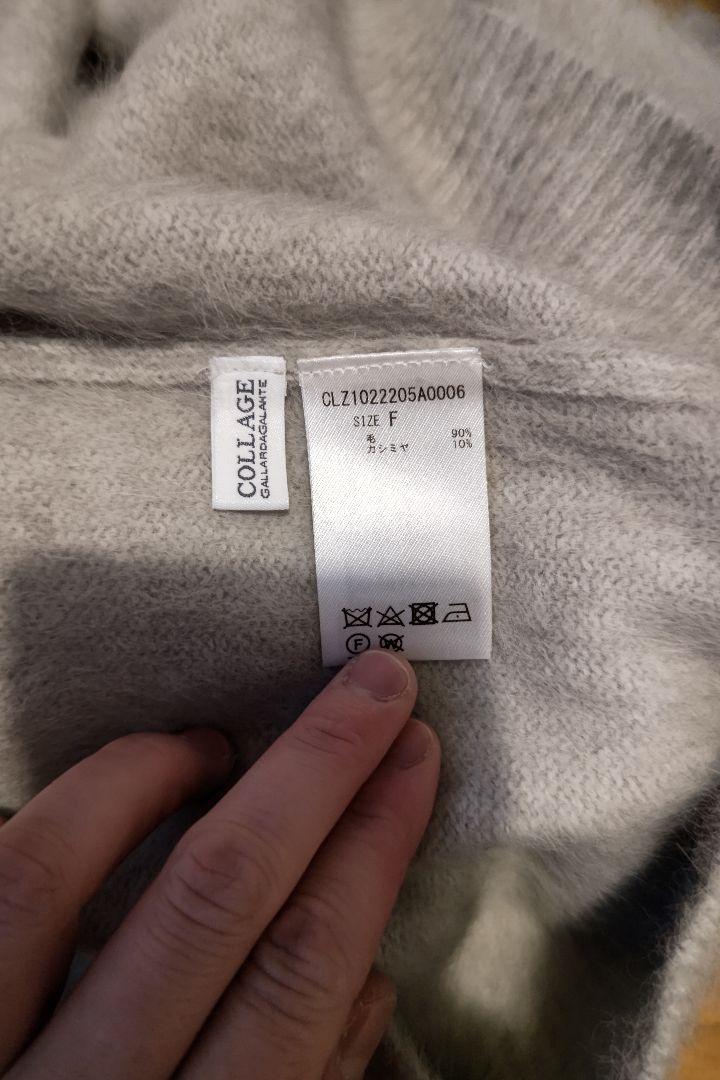 COLLAGE
GALLARDAGALANTE
CLZ1022205A0006
SIZE F
毛 90%
カシミヤ 10%
F W